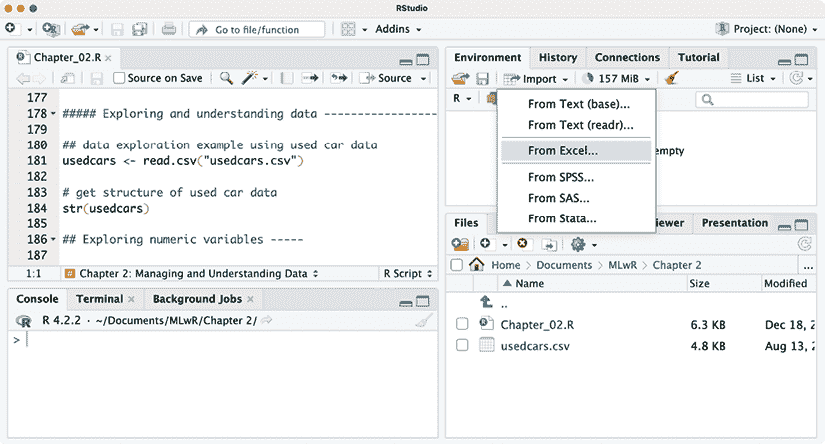 RStudio
Go to file/function
Addins
Project: (None)
Chapter_02.R
Source on Save
Source
177
178 ##### Exploring and understanding data --------------------
179
180 ## data exploration example using used car data
181 usedcars <- read.csv("usedcars.csv")
182
183 # get structure of used car data
184 str(usedcars)
185
186 ## Exploring numeric variables -----
187
1:1 # Chapter 2: Managing and Understanding Data R Script
Console Terminal Background Jobs
R 4.2.2 · ~/Documents/MLwR/Chapter 2/
>
Environment History Connections Tutorial
Import 157 MiB List
R
From Text (base)...
From Text (readr)...
From Excel...
From SPSS...
From SAS...
From Stata...
empty
Files Presentation
Home Documents MLwR Chapter 2 ...
Name Size Modified
..
Chapter_02.R 6.3 KB Dec 18, 2
usedcars.csv 4.8 KB Aug 13, 2